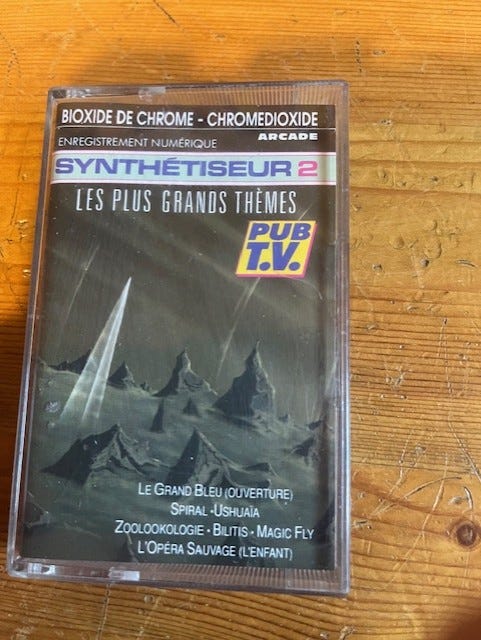 BIOXIDE DE CHROME - CHROMEDIOXIDE
ARCADE
ENREGISTREMENT NUMÉRIQUE
SYNTHÉTISEUR 2
LES PLUS GRANDS THÈMES
PUB
T.V.
LE GRAND BLEU (OUVERTURE)
SPIRAL · USHUAÏA
ZOOLOOKOLOGIE · BILITIS · MAGIC FLY
L'OPÉRA SAUVAGE (L'ENFANT)